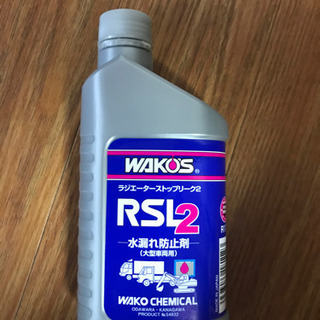 WAKO'S®
ラジエーターストップリーク2
RSL2
水漏れ防止剤
(大型車両用)
WAKO CHEMICAL
ODAWARA・KANAGAWA